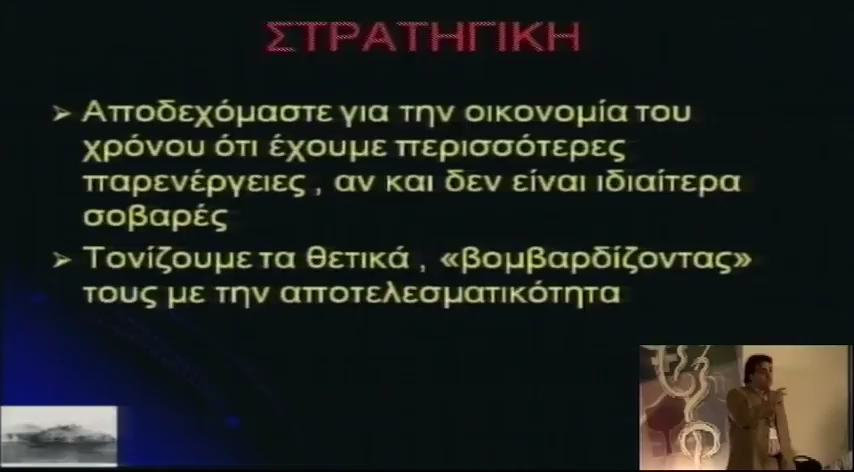 ΣΤΡΑΤΗΓΙΚΗ
Αποδεχόμαστε για την οικονομία του
χρόνου ότι έχουμε περισσότερες
παρενέργειες , αν και δεν είναι ιδιαίτερα
σοβαρές
Τονίζουμε τα θετικά , «βομβαρδίζοντας»
τους με την αποτελεσματικότητα